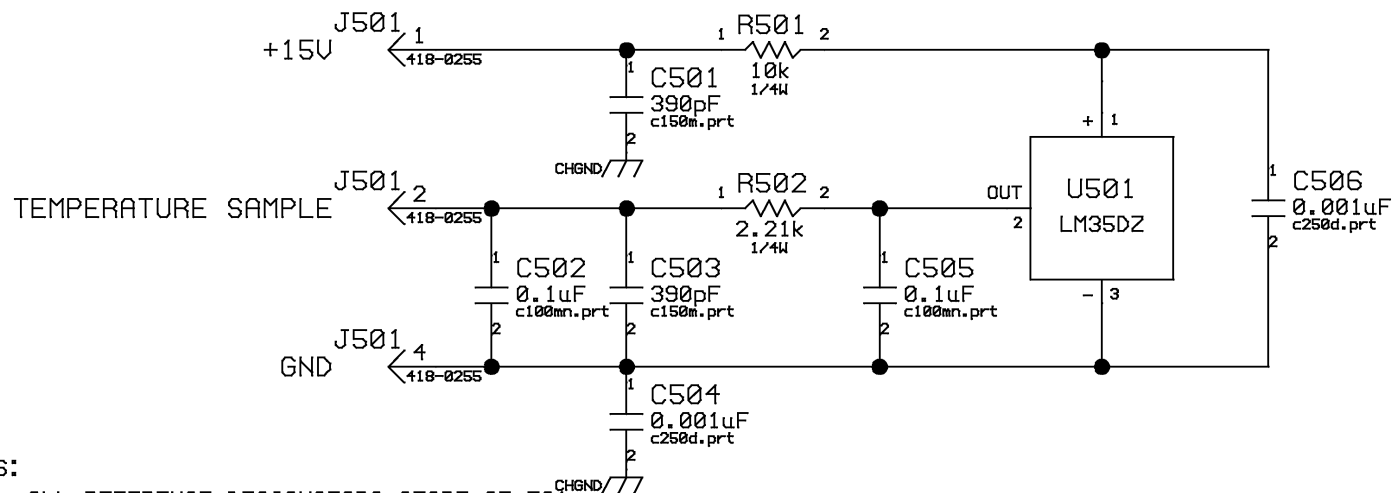 J501
+15V
1
418-0255
1 R501 2
10k
1/4W
1
C501
390pF
c150m.prt
2
CHGND
+ 1
J501
TEMPERATURE SAMPLE
2
418-0255
1 R502 2
2.21k
1/4W
OUT
2
U501
LM35DZ
1
C506
0.001uF
c250d.prt
2
1
C502
0.1uF
c100mn.prt
2
1
C503
390pF
c150m.prt
2
1
C505
0.1uF
c100mn.prt
2
- 3
J501
GND
4
418-0255
1
C504
0.001uF
c250d.prt
2
CHGND
S: